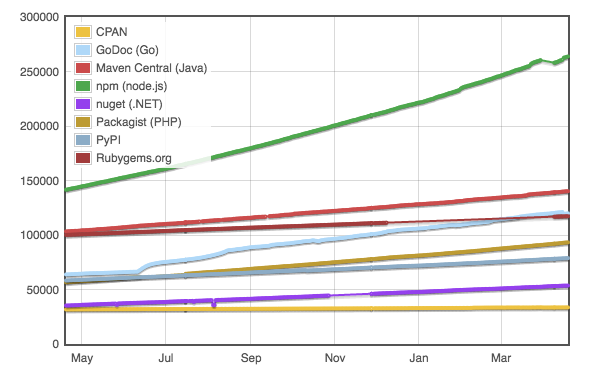 300000
250000
200000
150000
100000
50000
0
CPAN
GoDoc (Go)
Maven Central (Java)
npm (node.js)
nuget (.NET)
Packagist (PHP)
PyPI
Rubygems.org
May Jul Sep Nov Jan Mar